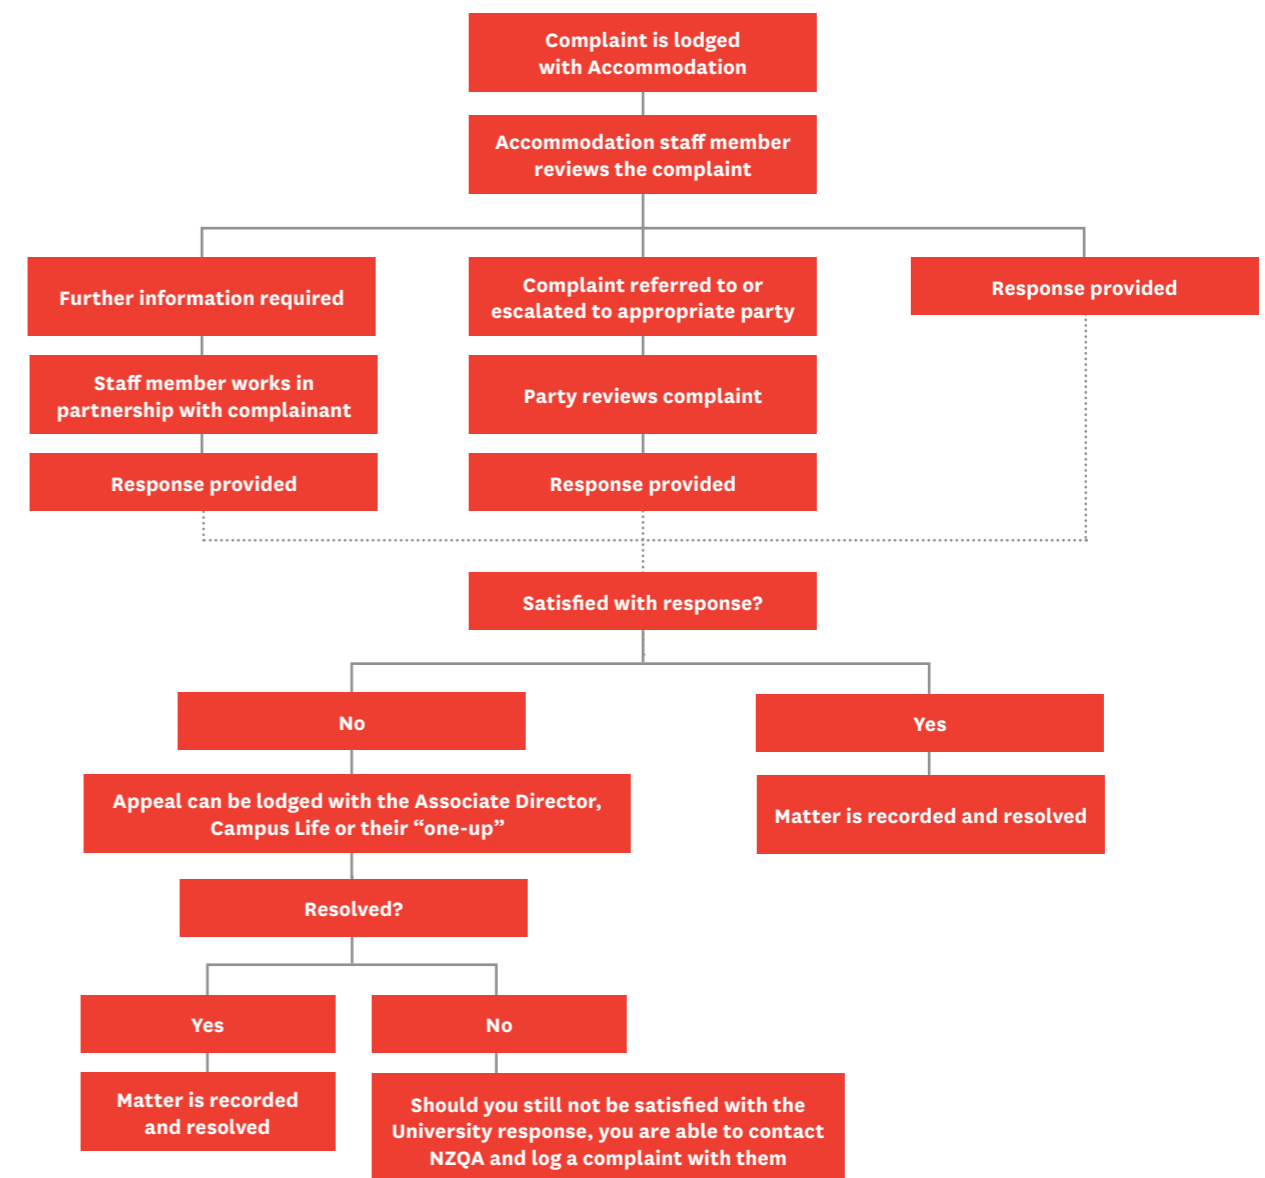 Complaint is lodged
with Accommodation
Accommodation staff member
reviews the complaint
Further information required
Complaint referred to or
escalated to appropriate party
Response provided
Staff member works in
partnership with complainant
Party reviews complaint
Response provided
Response provided
Satisfied with response?
No
Yes
Appeal can be lodged with the Associate Director,
Campus Life or their “one-up”
Matter is recorded and resolved
Resolved?
Yes
No
Matter is recorded
and resolved
Should you still not be satisfied with the
University response, you are able to contact
NZQA and log a complaint with them